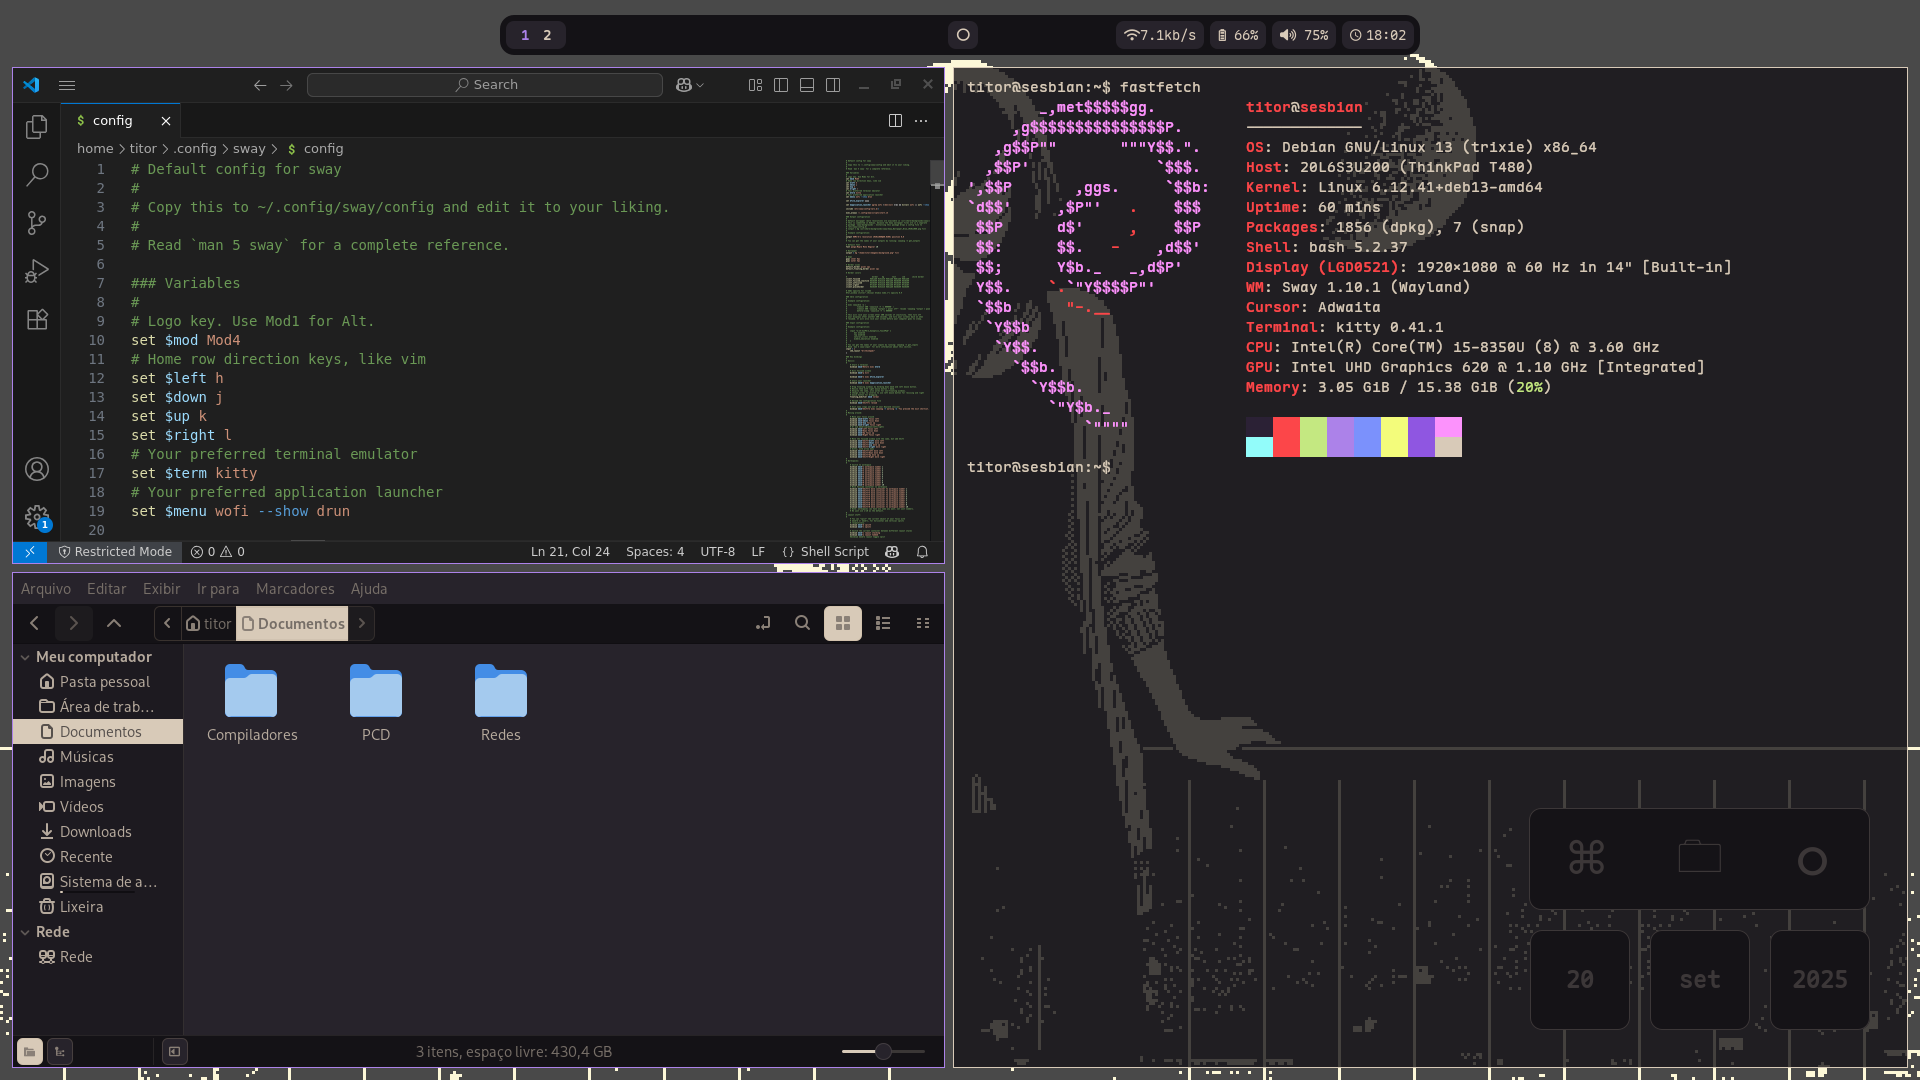 1 2
7.1kb/s 66% 75% 18:02
Search
$ config
home > titor > .config > sway > $ config
1 # Default config for sway
2 #
3 # Copy this to ~/.config/sway/config and edit it to your liking.
4 #
5 # Read `man 5 sway` for a complete reference.
6
7 ### Variables
8 #
9 # Logo key. Use Mod1 for Alt.
10 set $mod Mod4
11 # Home row direction keys, like vim
12 set $left h
13 set $down j
14 set $up k
15 set $right l
16 # Your preferred terminal emulator
17 set $term kitty
18 # Your preferred application launcher
19 set $menu wofi --show drun
20
1
Restricted Mode 0 0 Ln 21, Col 24 Spaces: 4 UTF-8 LF {} Shell Script
Arquivo Editar Exibir Ir para Marcadores Ajuda
titor Documentos
Meu computador
Pasta pessoal
Área de trab…
Documentos
Músicas
Imagens
Vídeos
Downloads
Recente
Sistema de a…
Lixeira
Rede
Rede
Compiladores PCD Redes
3 itens, espaço livre: 430,4 GB
titor@sesbian:~$ fastfetch
_,met$$$$$gg.
,g$$$$$$$$$$$$$$$P.
,g$$P"" """Y$$.".
,$$P' `$$$.
',$$P ,ggs. `$$b:
`d$$' ,$P"' . $$$
$$P d$' , $$P
$$: $$. - ,d$$'
$$; Y$b._ _,d$P'
Y$$. `.`"Y$$$$P"'
`$$b "-.__
`Y$$b
`Y$$.
`$$b.
`Y$$b.
`"Y$b._
`""""
titor@sesbian
OS: Debian GNU/Linux 13 (trixie) x86_64
Host: 20L6S3U200 (ThinkPad T480)
Kernel: Linux 6.12.41+deb13-amd64
Uptime: 60 mins
Packages: 1856 (dpkg), 7 (snap)
Shell: bash 5.2.37
Display (LGD0521): 1920×1080 @ 60 Hz in 14" [Built-in]
WM: Sway 1.10.1 (Wayland)
Cursor: Adwaita
Terminal: kitty 0.41.1
CPU: Intel(R) Core(TM) i5-8350U (8) @ 3.60 GHz
GPU: Intel UHD Graphics 620 @ 1.10 GHz [Integrated]
Memory: 3.05 GiB / 15.38 GiB (20%)
titor@sesbian:~$
20 set 2025